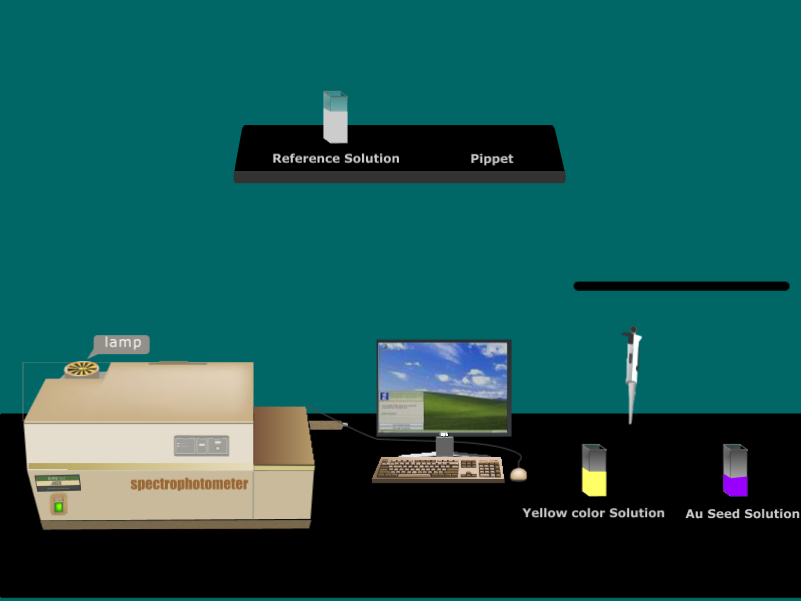 Reference Solution
Pippet
lamp
spectrophotometer
Yellow color Solution
Au Seed Solution